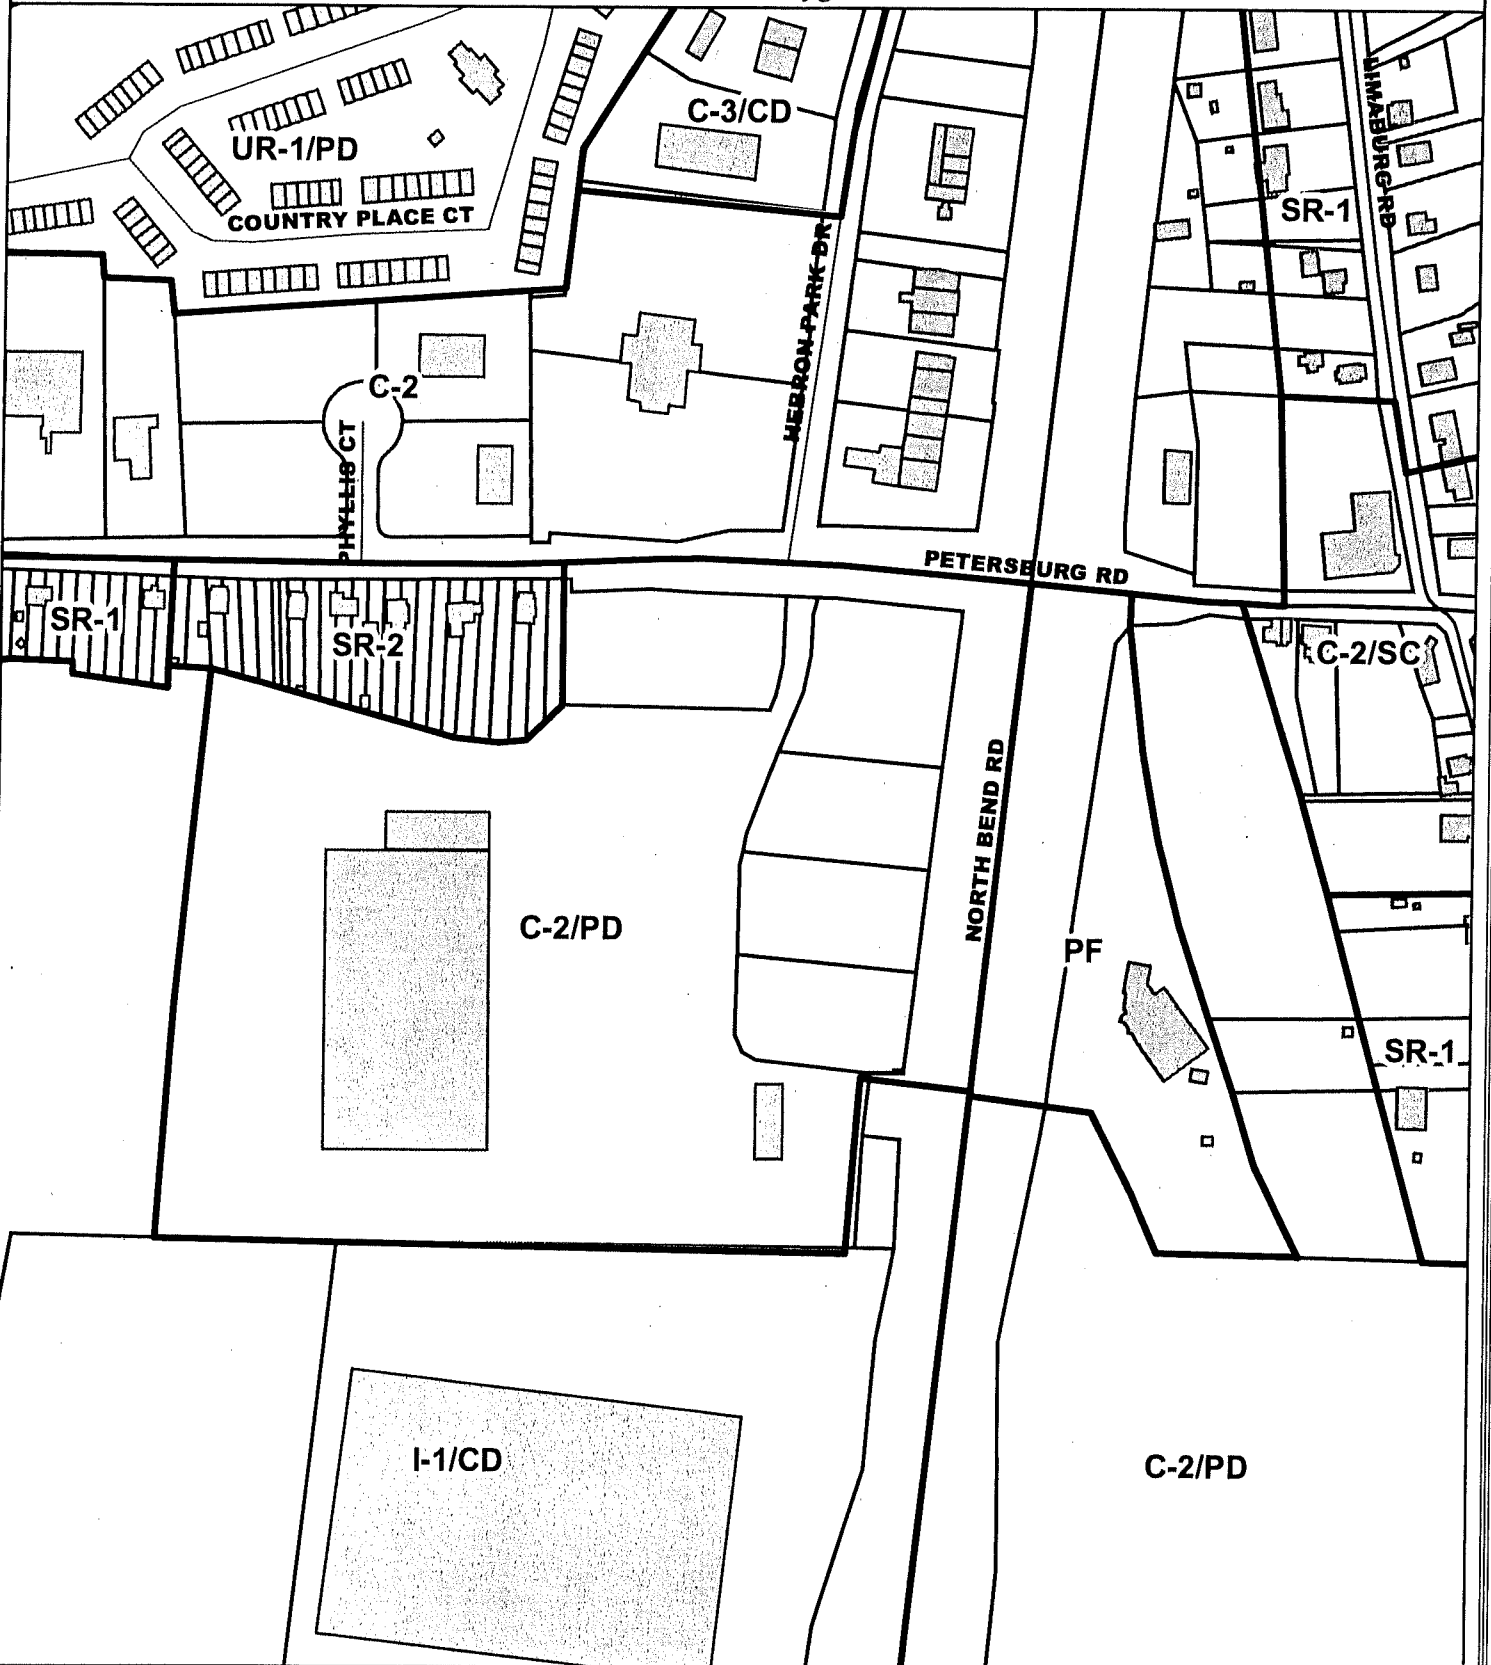 C-3/CD
UR-1/PD
COUNTRY PLACE CT
LIMABURG RD
SR-1
HEBRON PARK DR
C-2
PHYLLIS CT
PETERSBURG RD
SR-1
SR-2
C-2/SC
NORTH BEND RD
C-2/PD
PF
SR-1
I-1/CD
C-2/PD